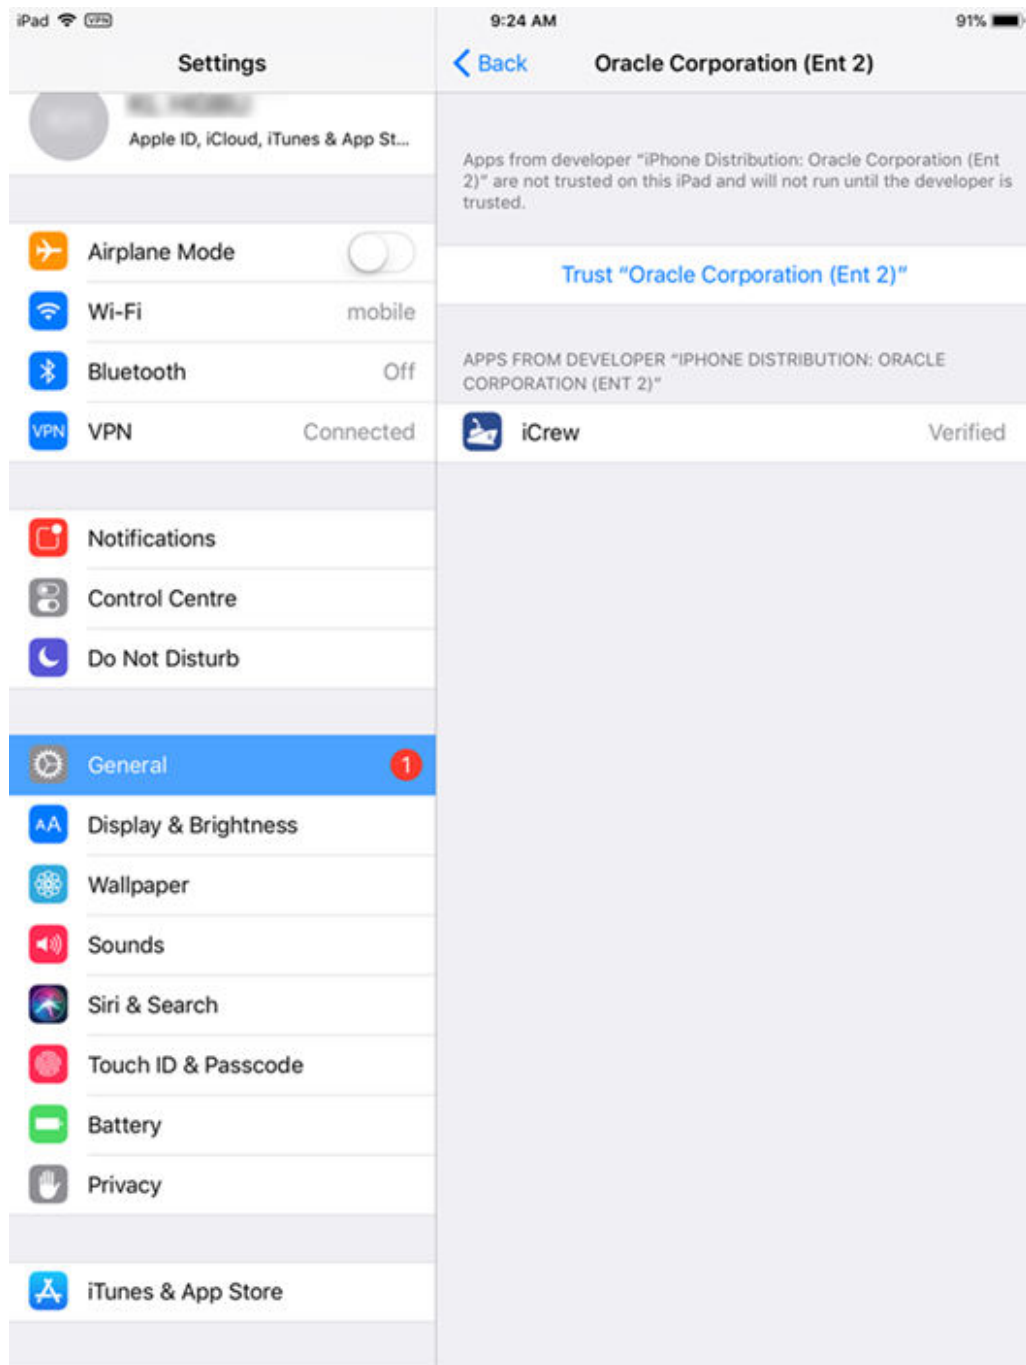 iPad VPN
9:24 AM
91%
Settings
Back
Oracle Corporation (Ent 2)
Apple ID, iCloud, iTunes & App St...
Airplane Mode
Wi-Fi mobile
Bluetooth Off
VPN VPN Connected
Notifications
Control Centre
Do Not Disturb
General 1
AA Display & Brightness
Wallpaper
Sounds
Siri & Search
Touch ID & Passcode
Battery
Privacy
iTunes & App Store
Apps from developer “iPhone Distribution: Oracle Corporation (Ent
2)” are not trusted on this iPad and will not run until the developer is
trusted.
Trust “Oracle Corporation (Ent 2)”
APPS FROM DEVELOPER “IPHONE DISTRIBUTION: ORACLE
CORPORATION (ENT 2)”
iCrew Verified